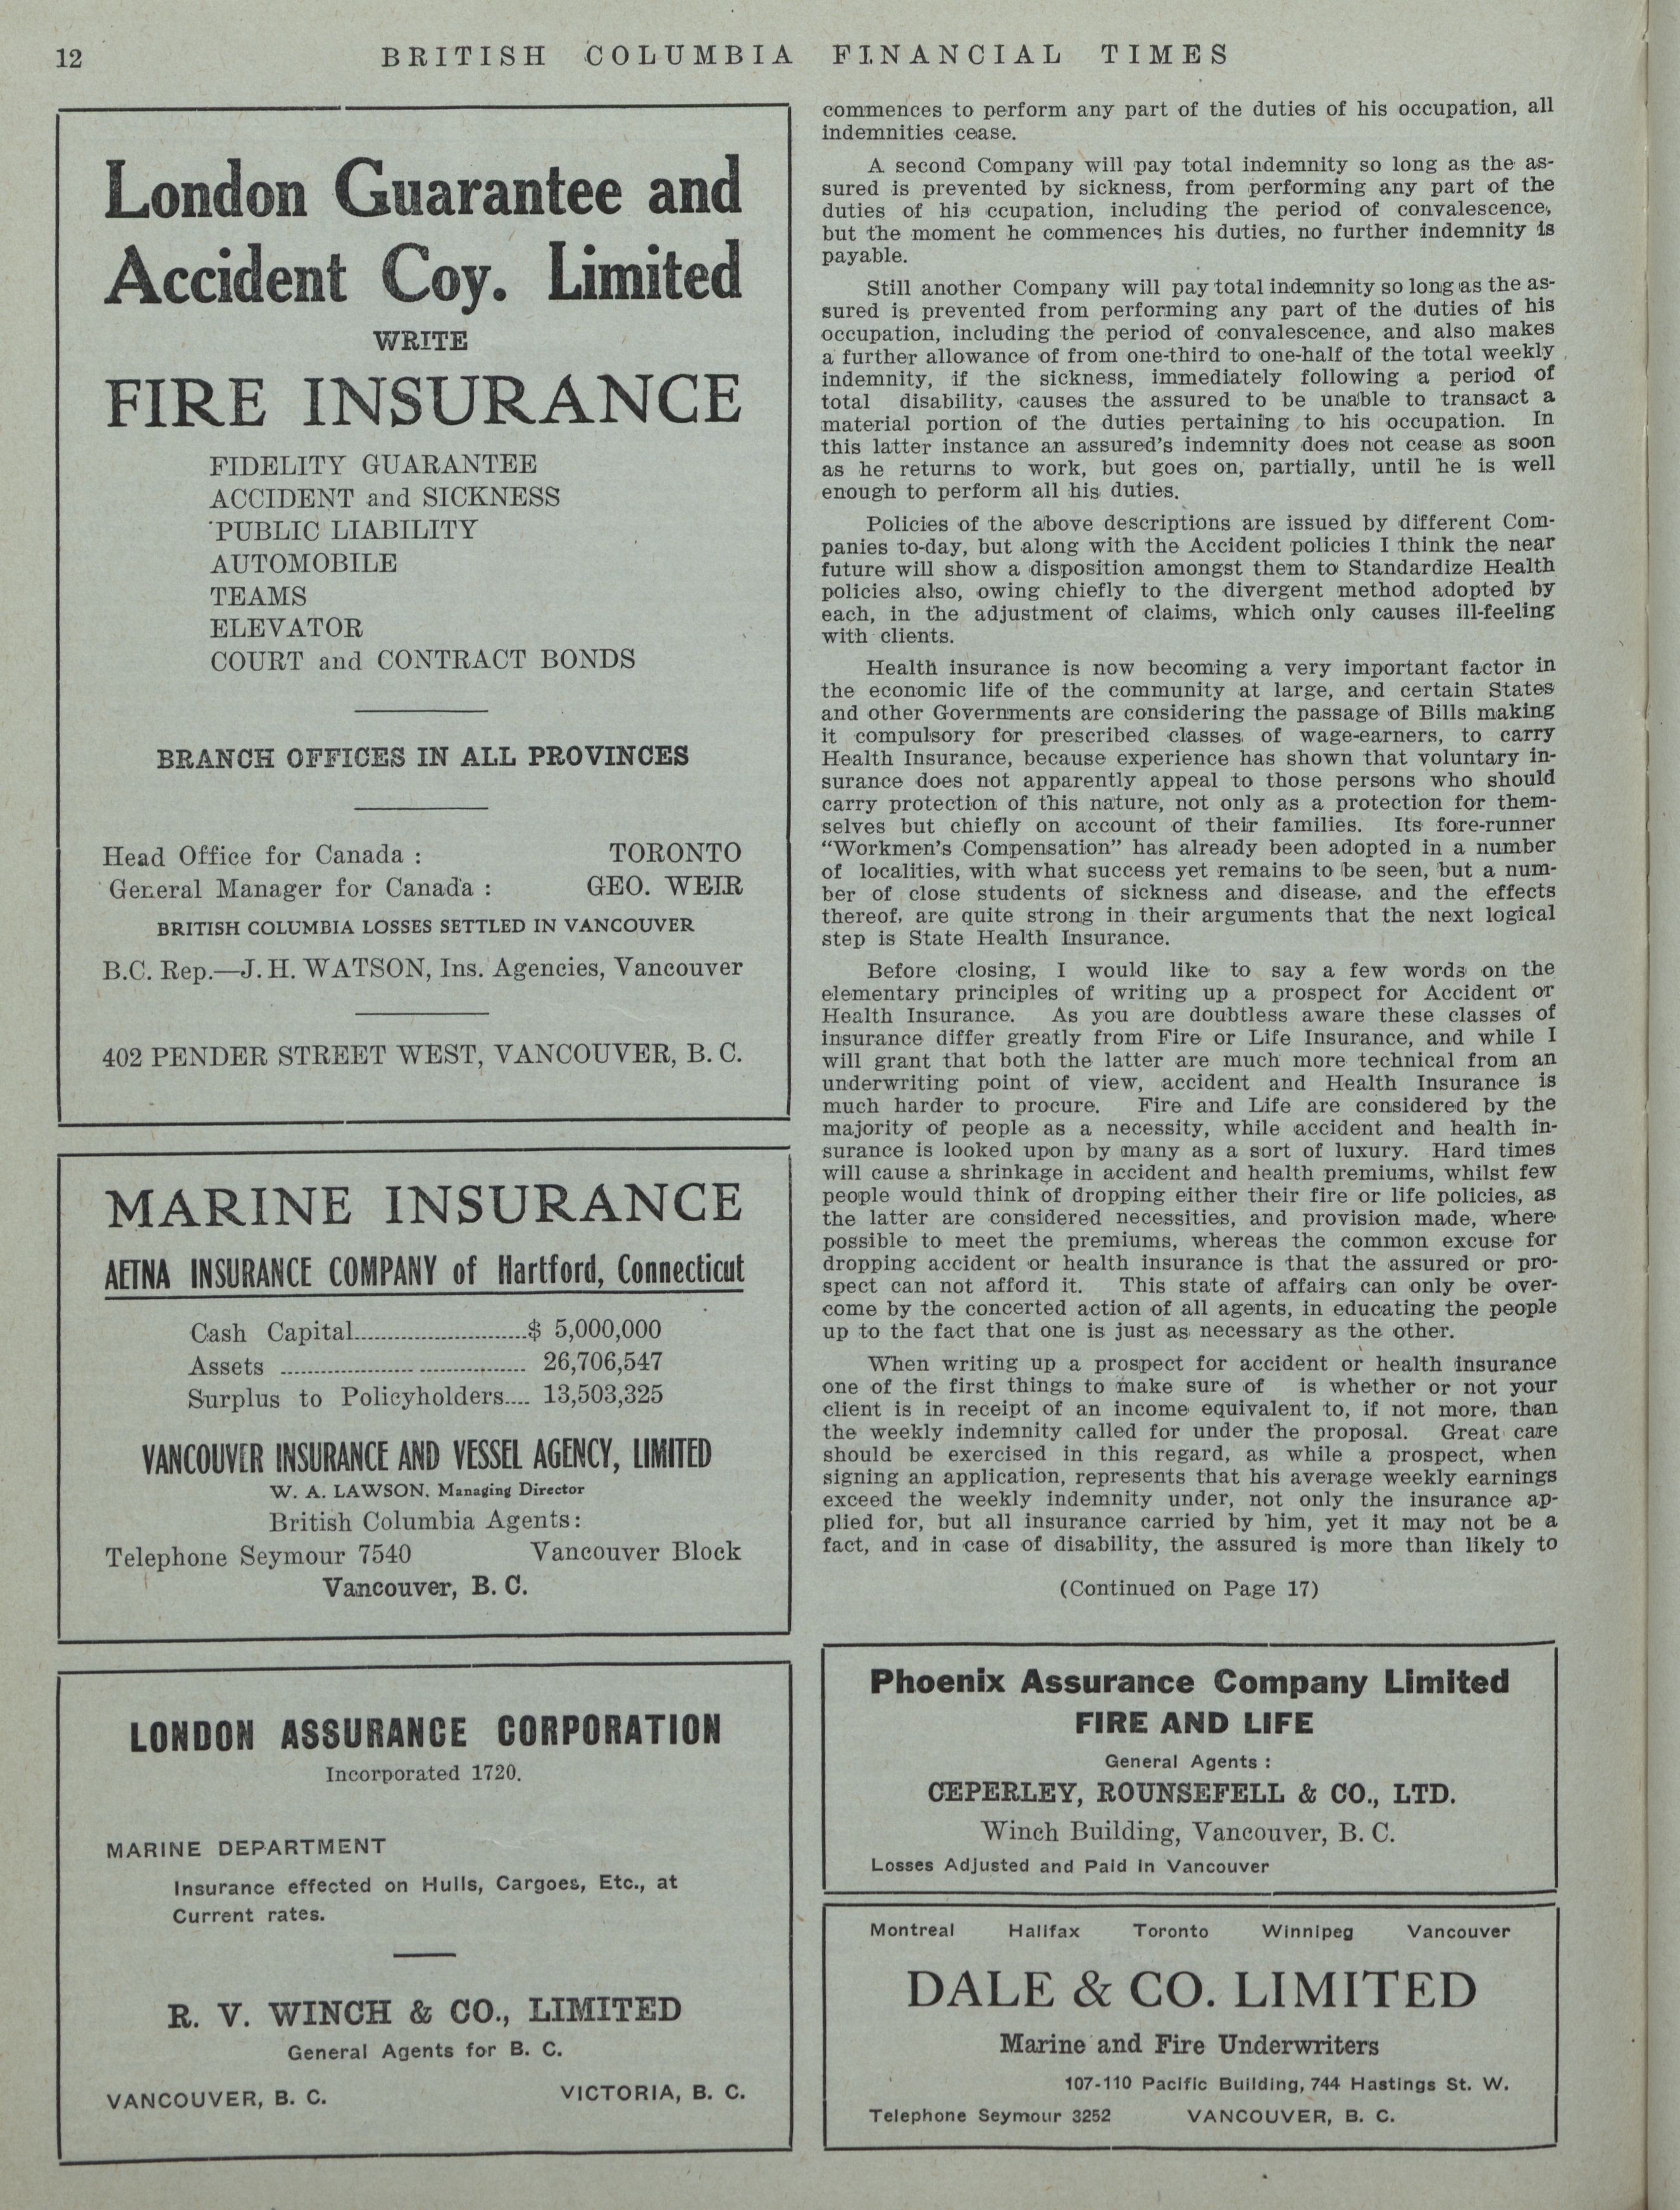 12
BRITISH COLUMBIA FINANCIAL TIMES
London Guarantee and
Accident Coy. Limited
WRITE
FIRE INSURANCE
FIDELITY GUARANTEE
ACCIDENT and SICKNESS
PUBLIC LIABILITY
AUTOMOBILE
TEAMS
ELEVATOR
COURT and CONTRACT BONDS
BRANCH OFFICES IN ALL PROVINCES
Head Office for Canada : TORONTO
General Manager for Canada : GEO. WEIR
BRITISH COLUMBIA LOSSES SETTLED IN VANCOUVER
B.C. Rep.—J. H. WATSON, Ins. Agencies, Vancouver
402 PENDER STREET WEST, VANCOUVER, B. C.
MARINE INSURANCE
AETNA INSURANCE COMPANY of Hartford, Connecticut
Cash Capital..........................$ 5,000,000
Assets ..................................... 26,706,547
Surplus to Policyholders.... 13,503,325
VANCOUVER INSURANCE AND VESSEL AGENCY, LIMITED
W. A. LAWSON, Managing Director
British Columbia Agents:
Telephone Seymour 7540 Vancouver Block
Vancouver, B. C.
LONDON ASSURANCE CORPORATION
Incorporated 1720.
MARINE DEPARTMENT
Insurance effected on Hulls, Cargoes, Etc., at
Current rates.
R. V. WINCH & CO., LIMITED
General Agents for B. C.
VANCOUVER, B. C. VICTORIA, B. C.
commences to perform any part of the duties of his occupation, all
indemnities cease.
A second Company will pay total indemnity so long as the as-
sured is prevented by sickness, from performing any part of the
duties of his ccupation, including the period of convalescence,
but the moment he commences his duties, no further indemnity is
payable.
Still another Company will pay total indemnity so long as the as-
sured is prevented from performing any part of the duties of his
occupation, including the period of convalescence, and also makes
a further allowance of from one-third to one-half of the total weekly
indemnity, if the sickness, immediately following a period of
total disability, causes the assured to be unable to transact a
material portion of the duties pertaining to his occupation. In
this latter instance an assured's indemnity does not cease as soon
as he returns to work, but goes on, partially, until he is well
enough to perform all his duties.
Policies of the above descriptions are issued by different Com-
panies to-day, but along with the Accident policies I think the near
future will show a disposition amongst them to Standardize Health
policies also, owing chiefly to the divergent method adopted by
each, in the adjustment of claims, which only causes ill-feeling
with clients.
Health insurance is now becoming a very important factor in
the economic life of the community at large, and certain States
and other Governments are considering the passage of Bills making
it compulsory for prescribed classes of wage-earners, to carry
Health Insurance, because experience has shown that voluntary in-
surance does not apparently appeal to those persons who should
carry protection of this nature, not only as a protection for them-
selves but chiefly on account of their families. Its fore-runner
"Workmen's Compensation" has already been adopted in a number
of localities, with what success yet remains to be seen, but a num-
ber of close students of sickness and disease, and the effects
thereof, are quite strong in their arguments that the next logical
step is State Health Insurance.
Before closing, I would like to say a few words on the
elementary principles of writing up a prospect for Accident or
Health Insurance. As you are doubtless aware these classes of
insurance differ greatly from Fire or Life Insurance, and while I
will grant that both the latter are much more technical from an
underwriting point of view, accident and Health Insurance is
much harder to procure. Fire and Life are considered by the
majority of people as a necessity, while accident and health in-
surance is looked upon by many as a sort of luxury. Hard times
will cause a shrinkage in accident and health premiums, whilst few
people would think of dropping either their fire or life policies, as
the latter are considered necessities, and provision made, where
possible to meet the premiums, whereas the common excuse for
dropping accident or health insurance is that the assured or pro-
spect can not afford it. This state of affairs can only be over-
come by the concerted action of all agents, in educating the people
up to the fact that one is just as necessary as the other.
When writing up a prospect for accident or health insurance
one of the first things to make sure of is whether or not your
client is in receipt of an income equivalent to, if not more, than
the weekly indemnity called for under the proposal. Great care
should be exercised in this regard, as while a prospect, when
signing an application, represents that his average weekly earnings
exceed the weekly indemnity under, not only the insurance ap-
plied for, but all insurance carried by him, yet it may not be a
fact, and in case of disability, the assured is more than likely to
(Continued on Page 17)
Phoenix Assurance Company Limited
FIRE AND LIFE
General Agents :
CEPERLEY, ROUNSEFELL & CO., LTD.
Winch Building, Vancouver, B. C.
Losses Adjusted and Paid in Vancouver
Montreal Halifax Toronto Winnipeg Vancouver
DALE & CO. LIMITED
Marine and Fire Underwriters
107-110 Pacific Building, 744 Hastings St. W.
Telephone Seymour 3252 VANCOUVER, B. C.